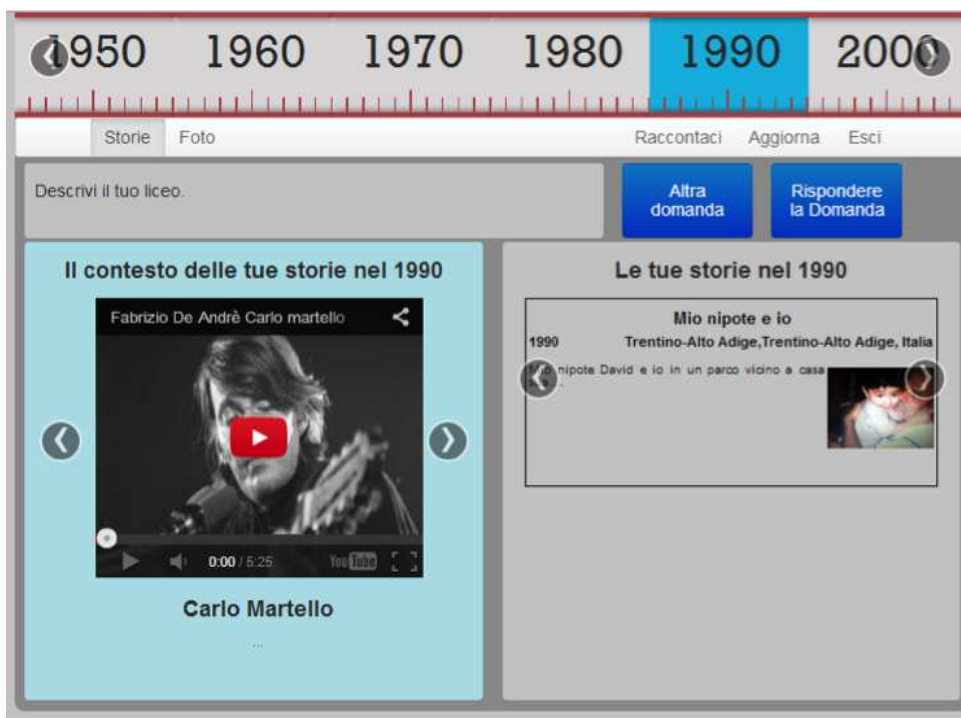 1950 1960 1970 1980 1990 2000
Storie Foto Raccontaci Aggiorna Esci
Descrivi il tuo liceo.
Altra
domanda
Rispondere
la Domanda
Il contesto delle tue storie nel 1990
Fabrizio De Andrè Carlo martello
0:00 / 5:25 YouTube
Carlo Martello
...
Le tue storie nel 1990
Mio nipote e io
1990 Trentino-Alto Adige,Trentino-Alto Adige, Italia
Mio nipote David e io in un parco vicino a casa